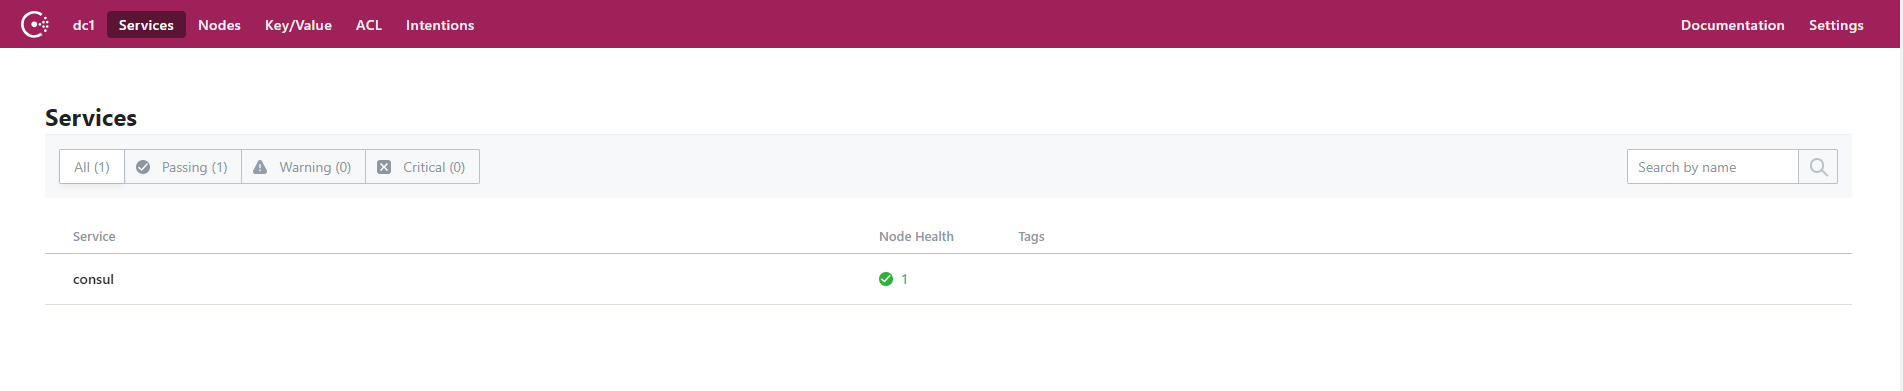 dc1 Services Nodes Key/Value ACL Intentions Documentation Settings
Services
All (1) Passing (1) Warning (0) Critical (0) Search by name
Service Node Health Tags
consul 1